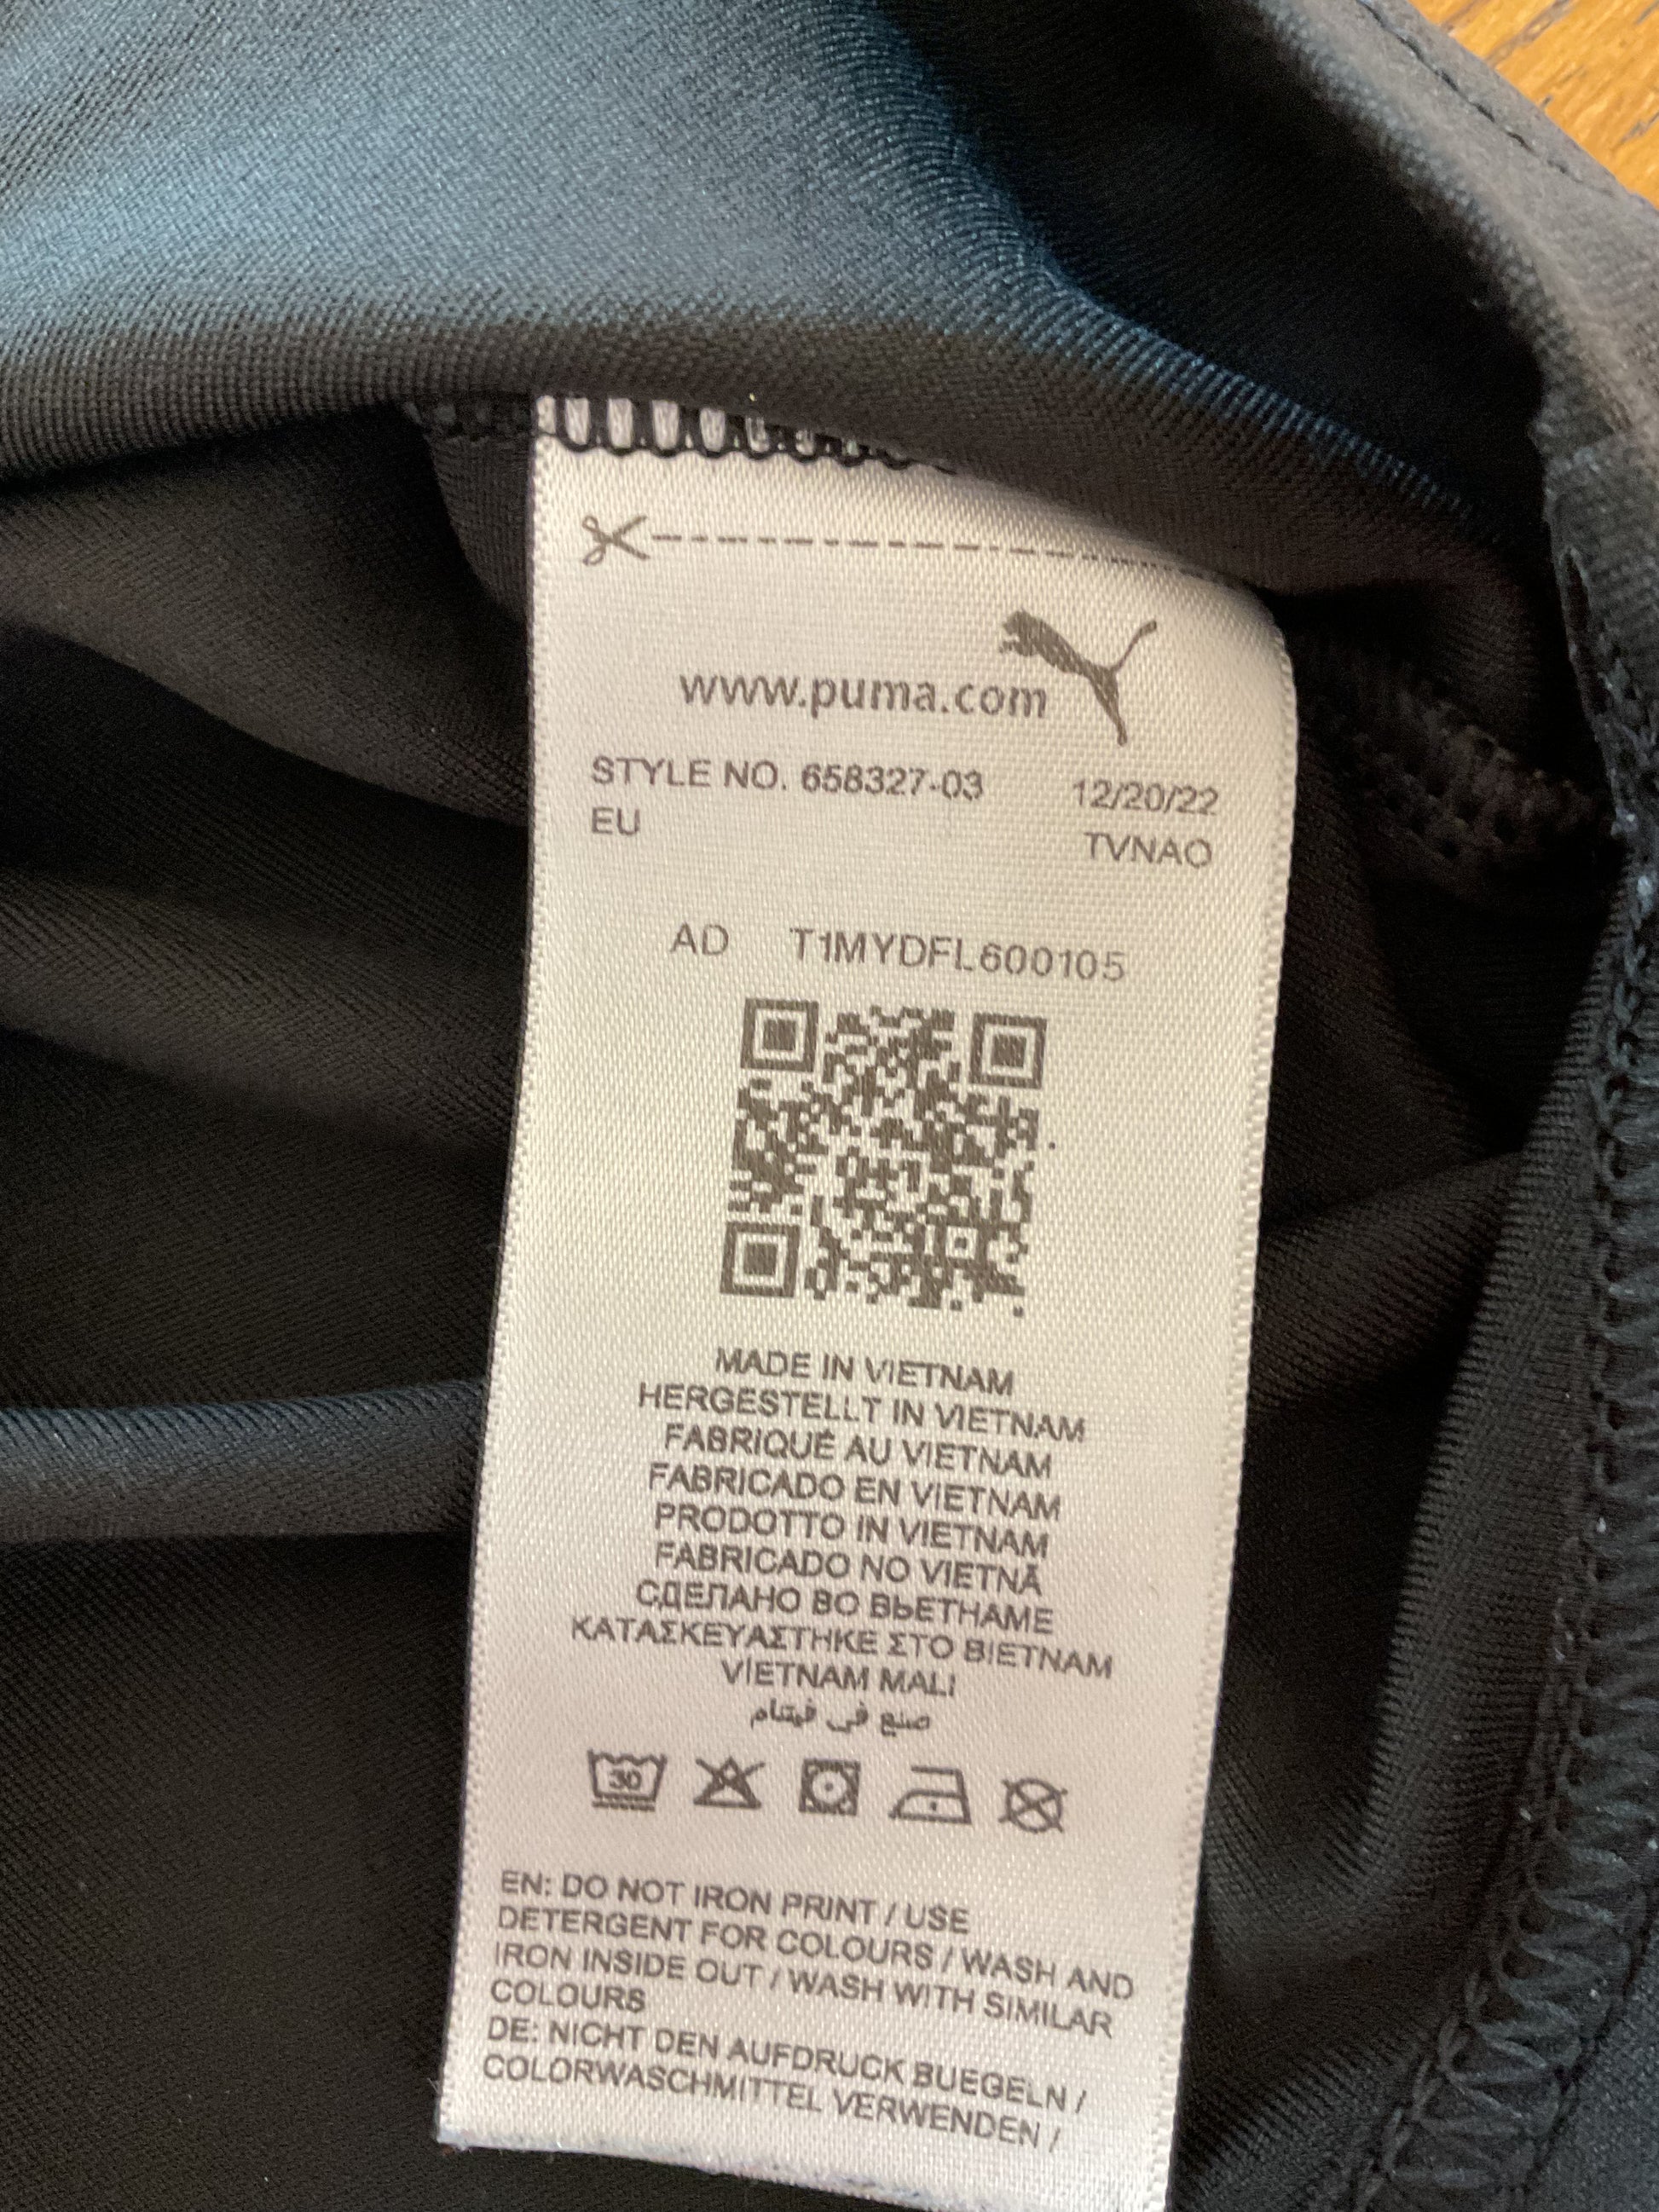 www.puma.com
STYLE NO. 658327-03 12/20/22
EU TVNAO
AD T1MYDFL600105
MADE IN VIETNAM
HERGESTELLT IN VIETNAM
FABRIQUÉ AU VIETNAM
FABRICADO EN VIETNAM
PRODOTTO IN VIETNAM
FABRICADO NO VIETNÃ
СДЕЛАНО ВО ВЬЕТНАМЕ
ΚΑΤΑΣΚΕΥΑΣΤΗΚΕ ΣΤΟ ΒΙΕΤΝΑΜ
VIETNAM MALI
صنع في فيتنام
30
EN: DO NOT IRON PRINT / USE
DETERGENT FOR COLOURS / WASH AND
IRON INSIDE OUT / WASH WITH SIMILAR
COLOURS
DE: NICHT DEN AUFDRUCK BUEGELN /
COLORWASCHMITTEL VERWENDEN /